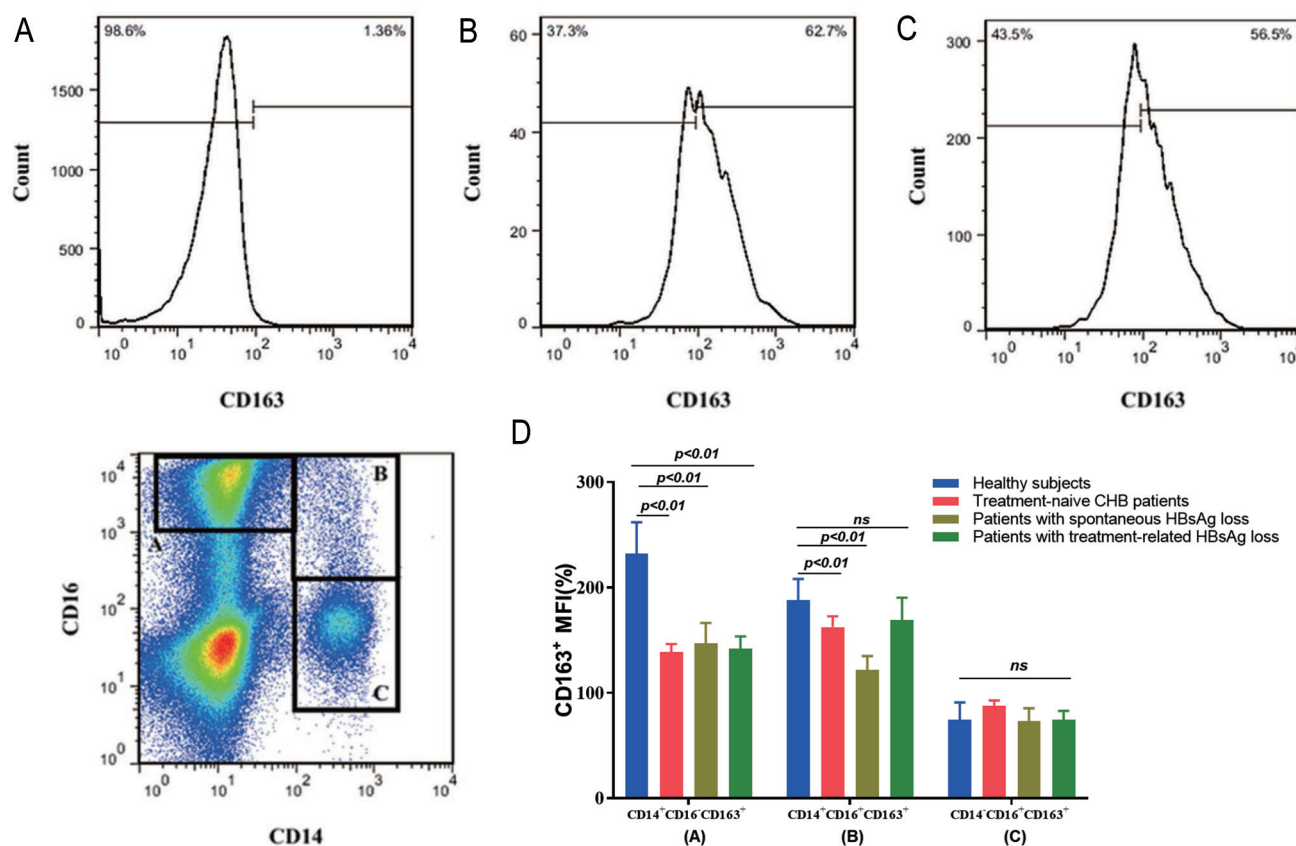 A
98.6% 1.36%
1500
1000
500
0
Count
10^0 10^1 10^2 10^3 10^4
CD163
B
37.3% 62.7%
60
40
20
0
Count
10^0 10^1 10^2 10^3 10^4
CD163
C
43.5% 56.5%
300
200
100
0
Count
10^0 10^1 10^2 10^3 10^4
CD163
10^4
10^3
10^2
10^1
10^0
CD16
A
B
C
10^0 10^1 10^2 10^3 10^4
CD14
D
CD163+ MFI(%)
300
200
100
0
p<0.01
p<0.01
p<0.01
ns
p<0.01
p<0.01
ns
Healthy subjects
Treatment-naive CHB patients
Patients with spontaneous HBsAg loss
Patients with treatment-related HBsAg loss
CD14+CD16-CD163+ CD14+CD16+CD163+ CD14-CD16+CD163+
(A) (B) (C)